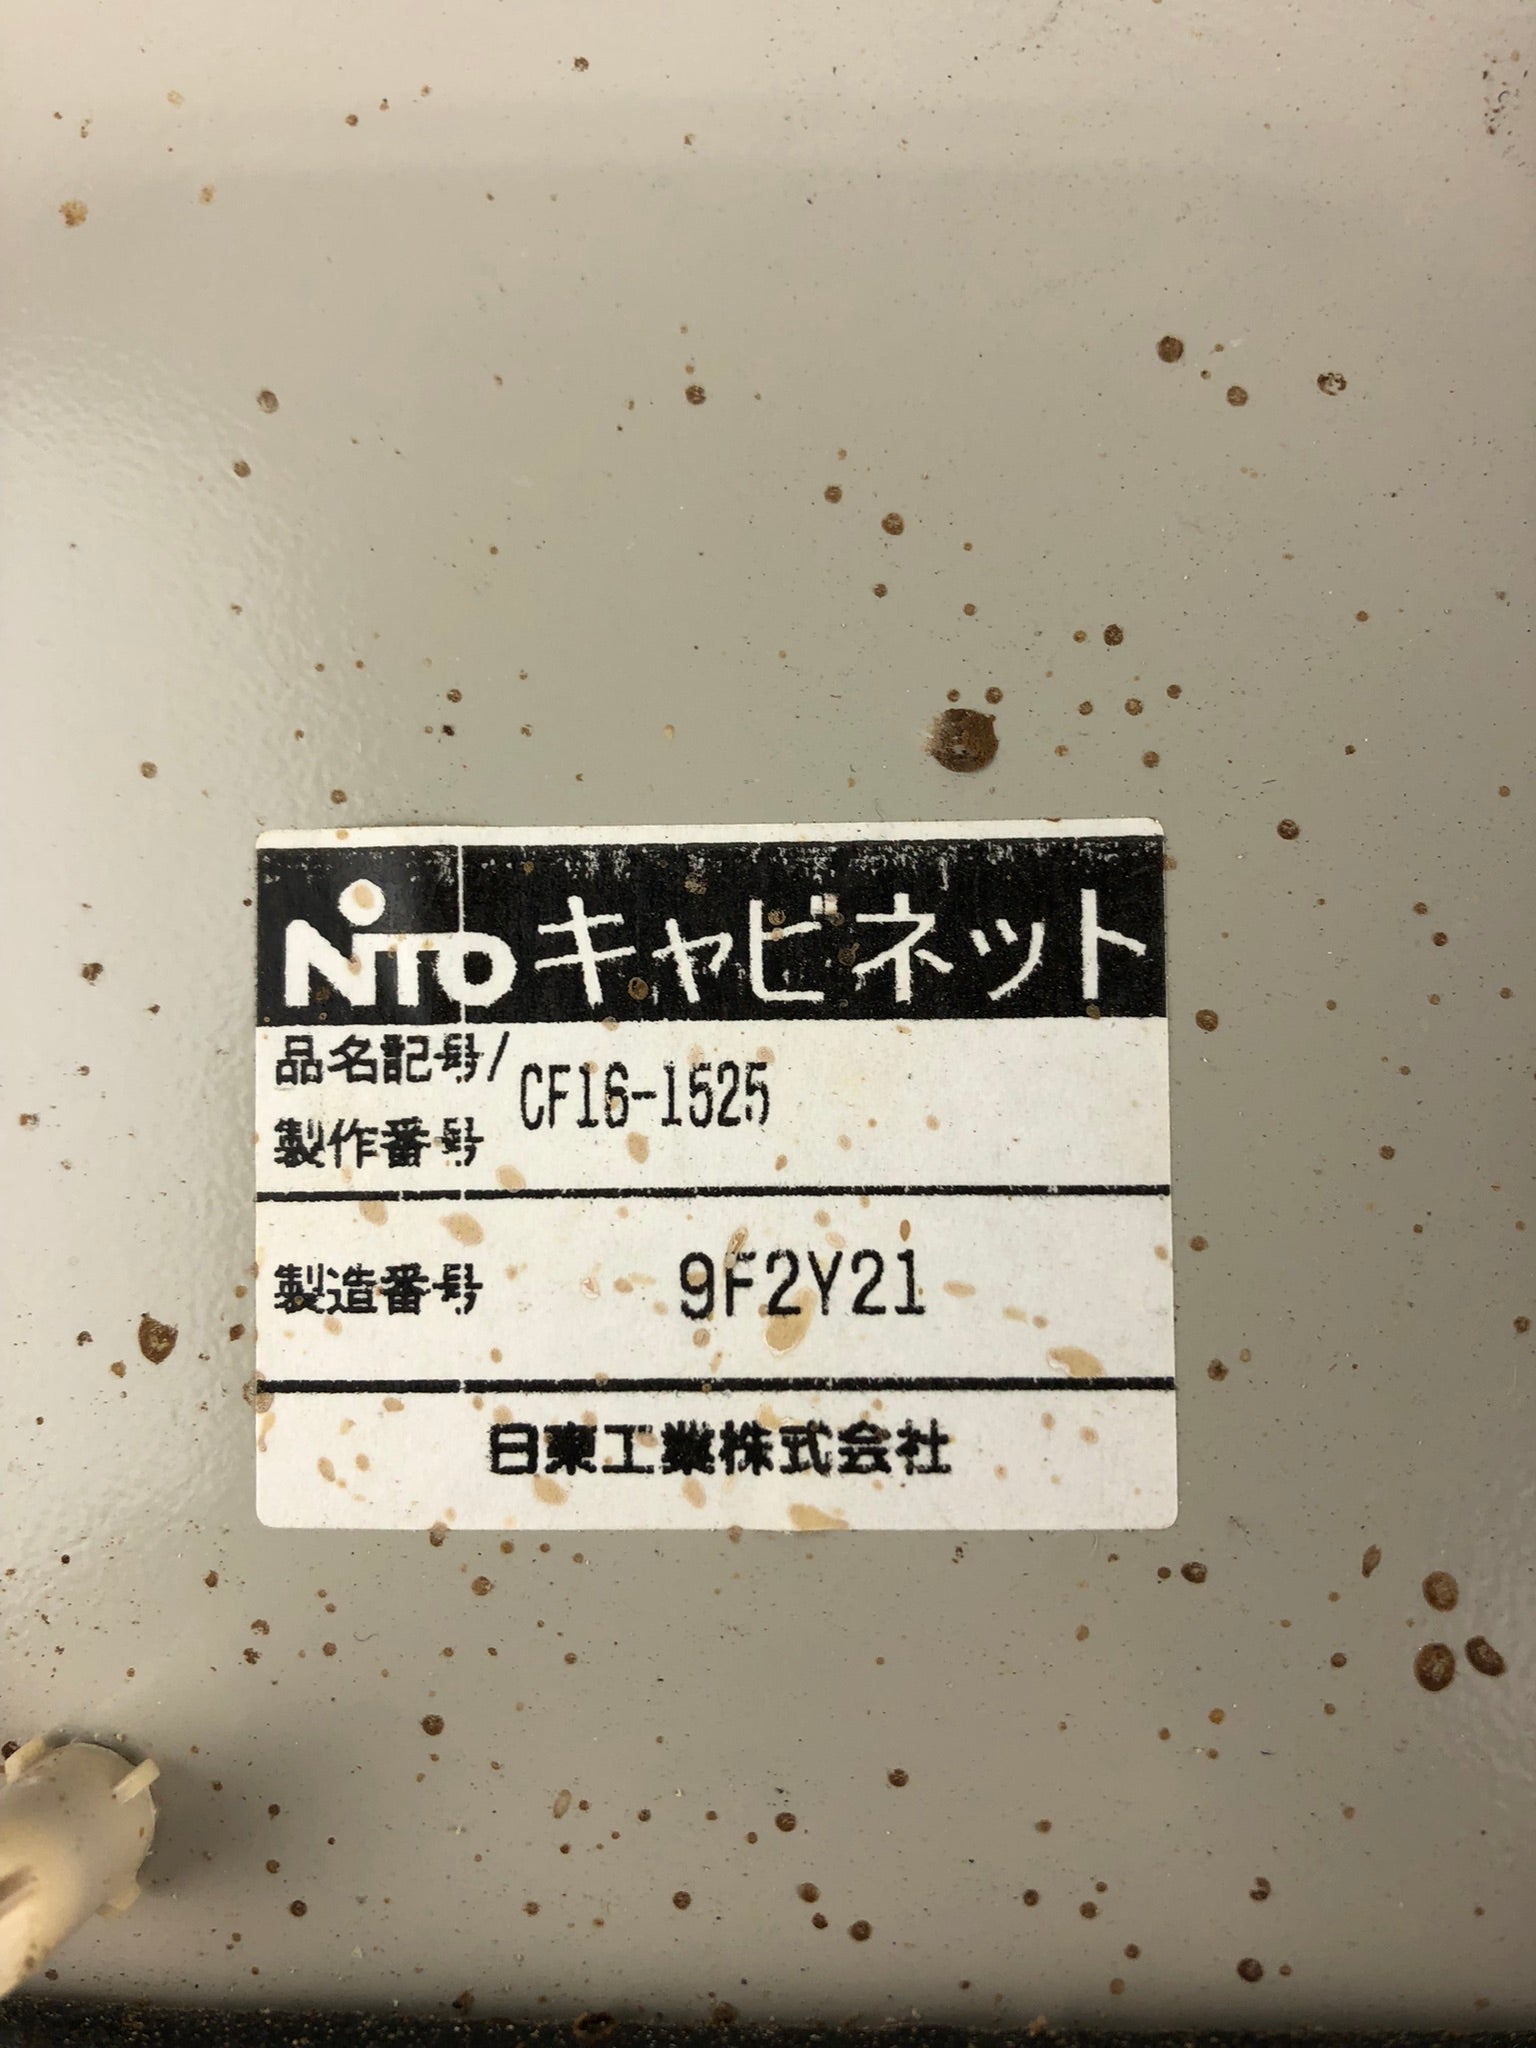 NITO キャビネット
品名記号/
製作番号
CF16-1525
製造番号 9F2Y21
日東工業株式会社